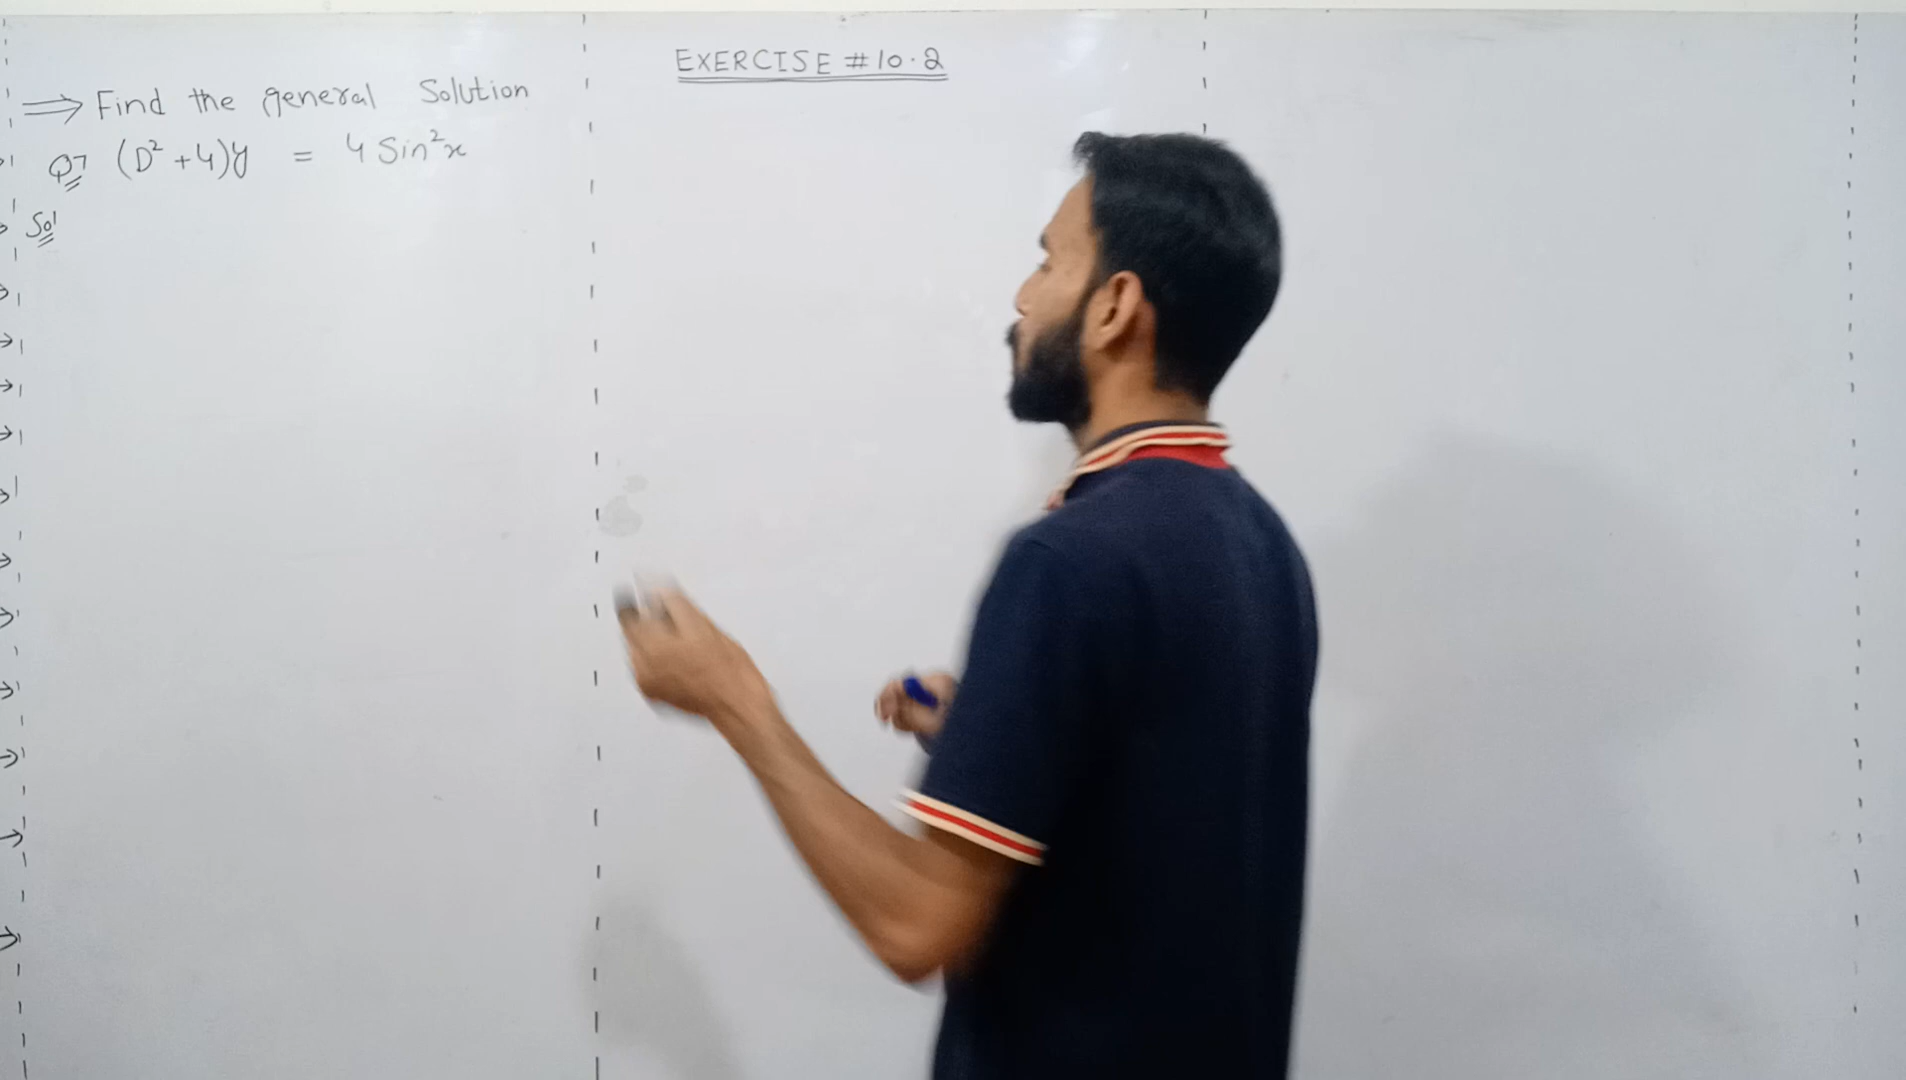 EXERCISE #10.2
⟹ Find the general Solution
Q7 (D²+4)y = 4 Sin²x
Sol